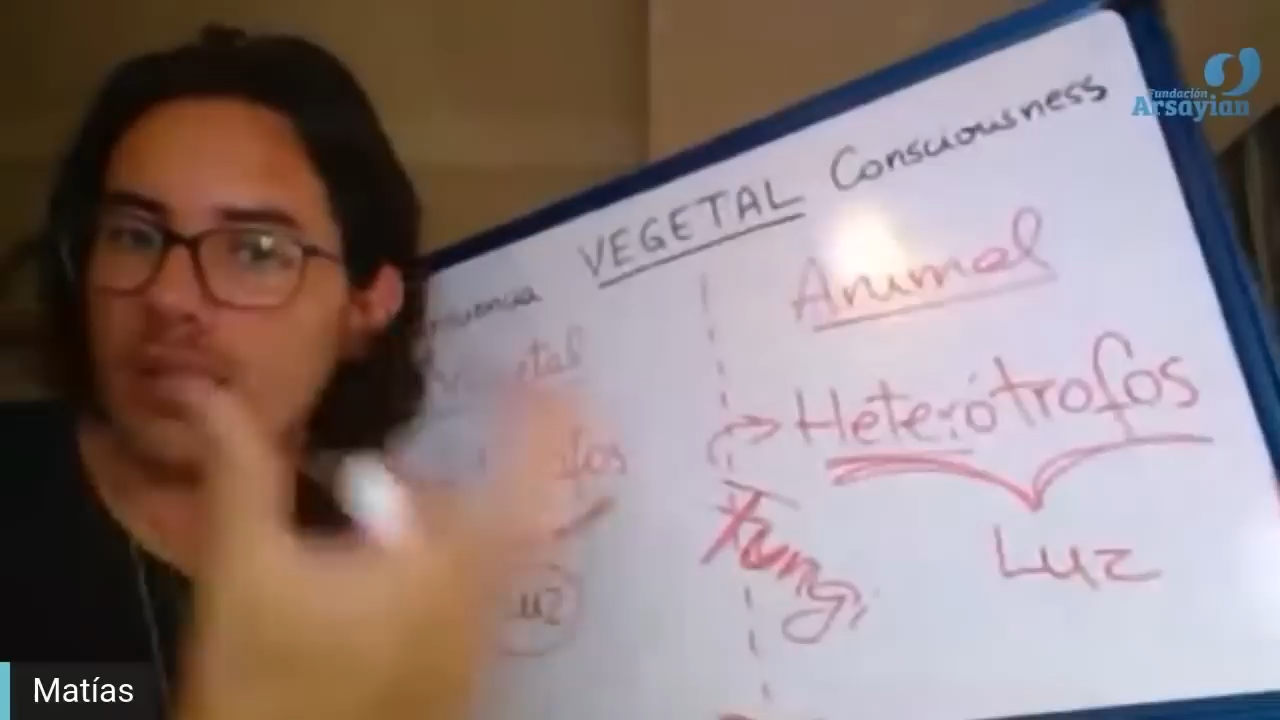 Fundación
Arsayian
VEGETAL Consciousness
Animal
Heterótrofos
Fungi
Luz
Matías